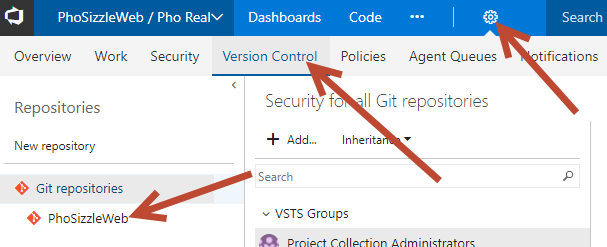 PhoSizzleWeb / Pho Real Dashboards Code ... Search
Overview Work Security Version Control Policies Agent Queues Notifications
Repositories
Security for all Git repositories
New repository
Add... Inheritance
Search
Git repositories
PhoSizzleWeb
VSTS Groups
Project Collection Administrators